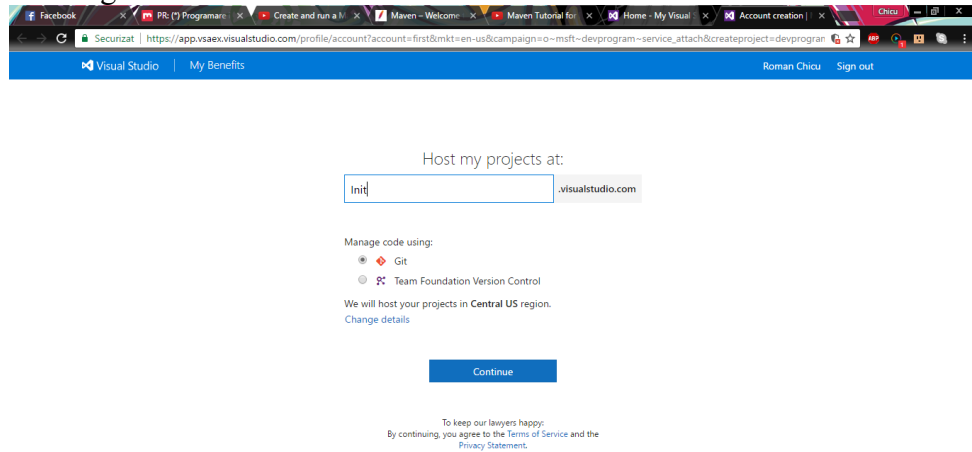 Facebook
PR: (*) Programare
Create and run a M
Maven – Welcome
Maven Tutorial for
Home - My Visual S
Account creation |
Chicu
Securizat | https://app.vsaex.visualstudio.com/profile/account?account=first&mkt=en-us&campaign=o~msft~devprogram~service_attach&createproject=devprogran
ABP
Visual Studio | My Benefits
Roman Chicu Sign out
Host my projects at:
Init .visualstudio.com
Manage code using:
Git
Team Foundation Version Control
We will host your projects in Central US region.
Change details
Continue
To keep our lawyers happy:
By continuing, you agree to the Terms of Service and the
Privacy Statement.